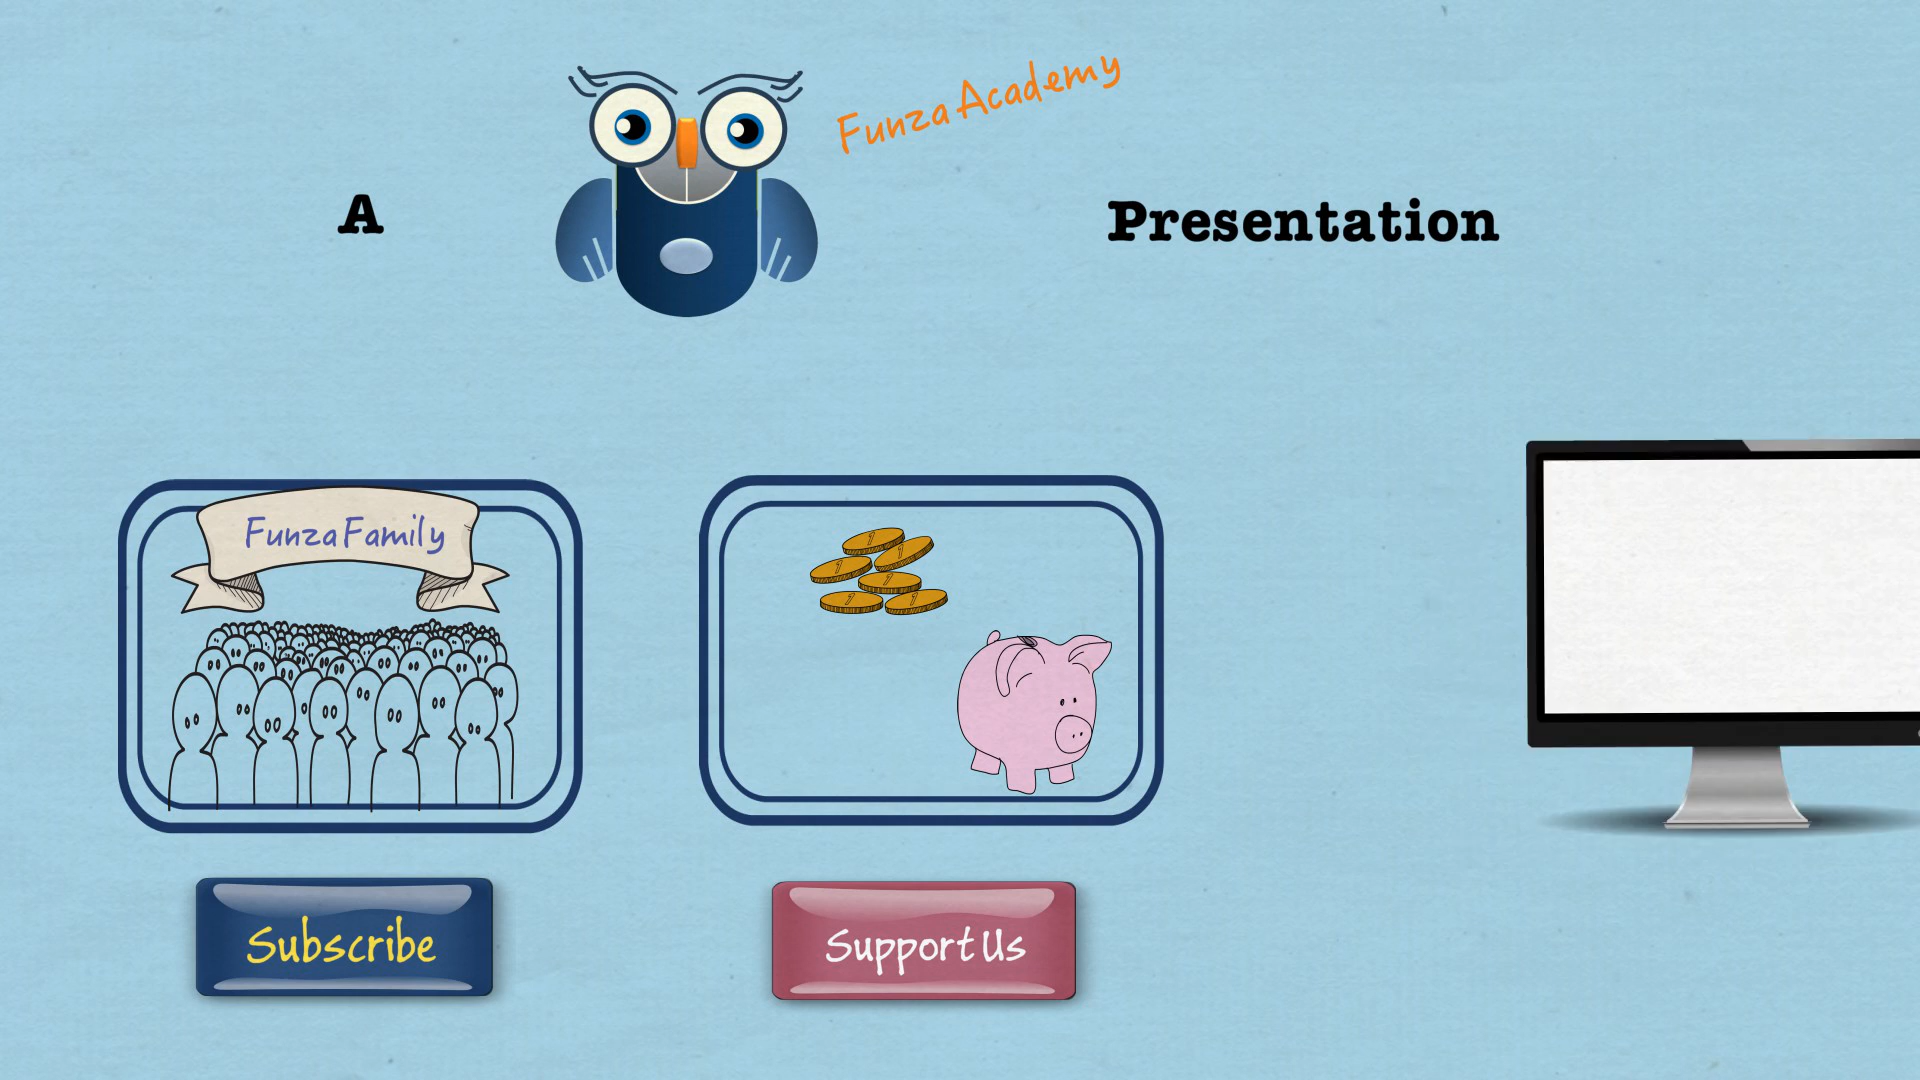 Funza Academy
A
Presentation
Funza Family
Subscribe
Support Us